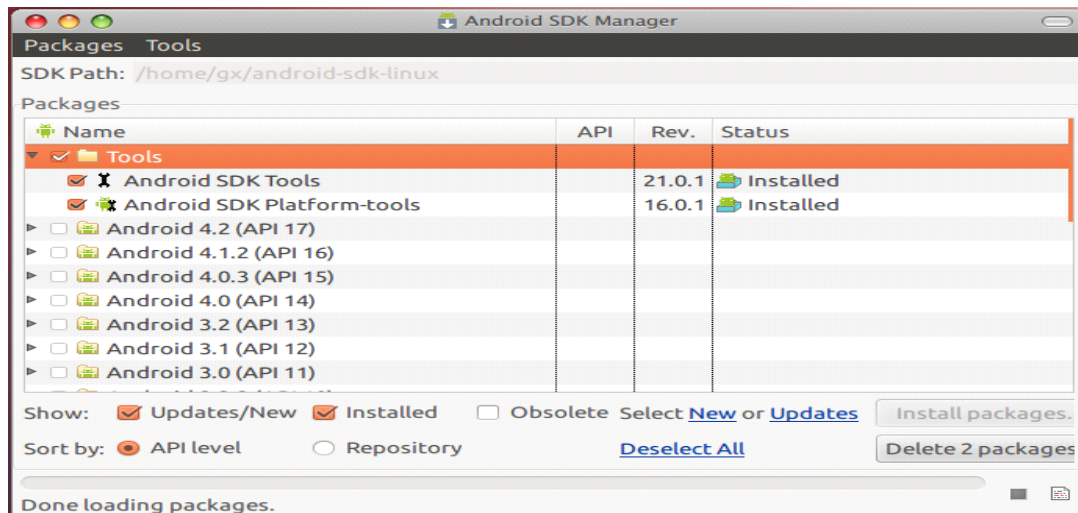 Android SDK Manager
Packages Tools
SDK Path: /home/gx/android-sdk-linux
Packages
Name API Rev. Status
Tools
Android SDK Tools 21.0.1 Installed
Android SDK Platform-tools 16.0.1 Installed
Android 4.2 (API 17)
Android 4.1.2 (API 16)
Android 4.0.3 (API 15)
Android 4.0 (API 14)
Android 3.2 (API 13)
Android 3.1 (API 12)
Android 3.0 (API 11)
Show: Updates/New Installed Obsolete Select New or Updates Install packages.
Sort by: API level Repository Deselect All Delete 2 packages
Done loading packages.